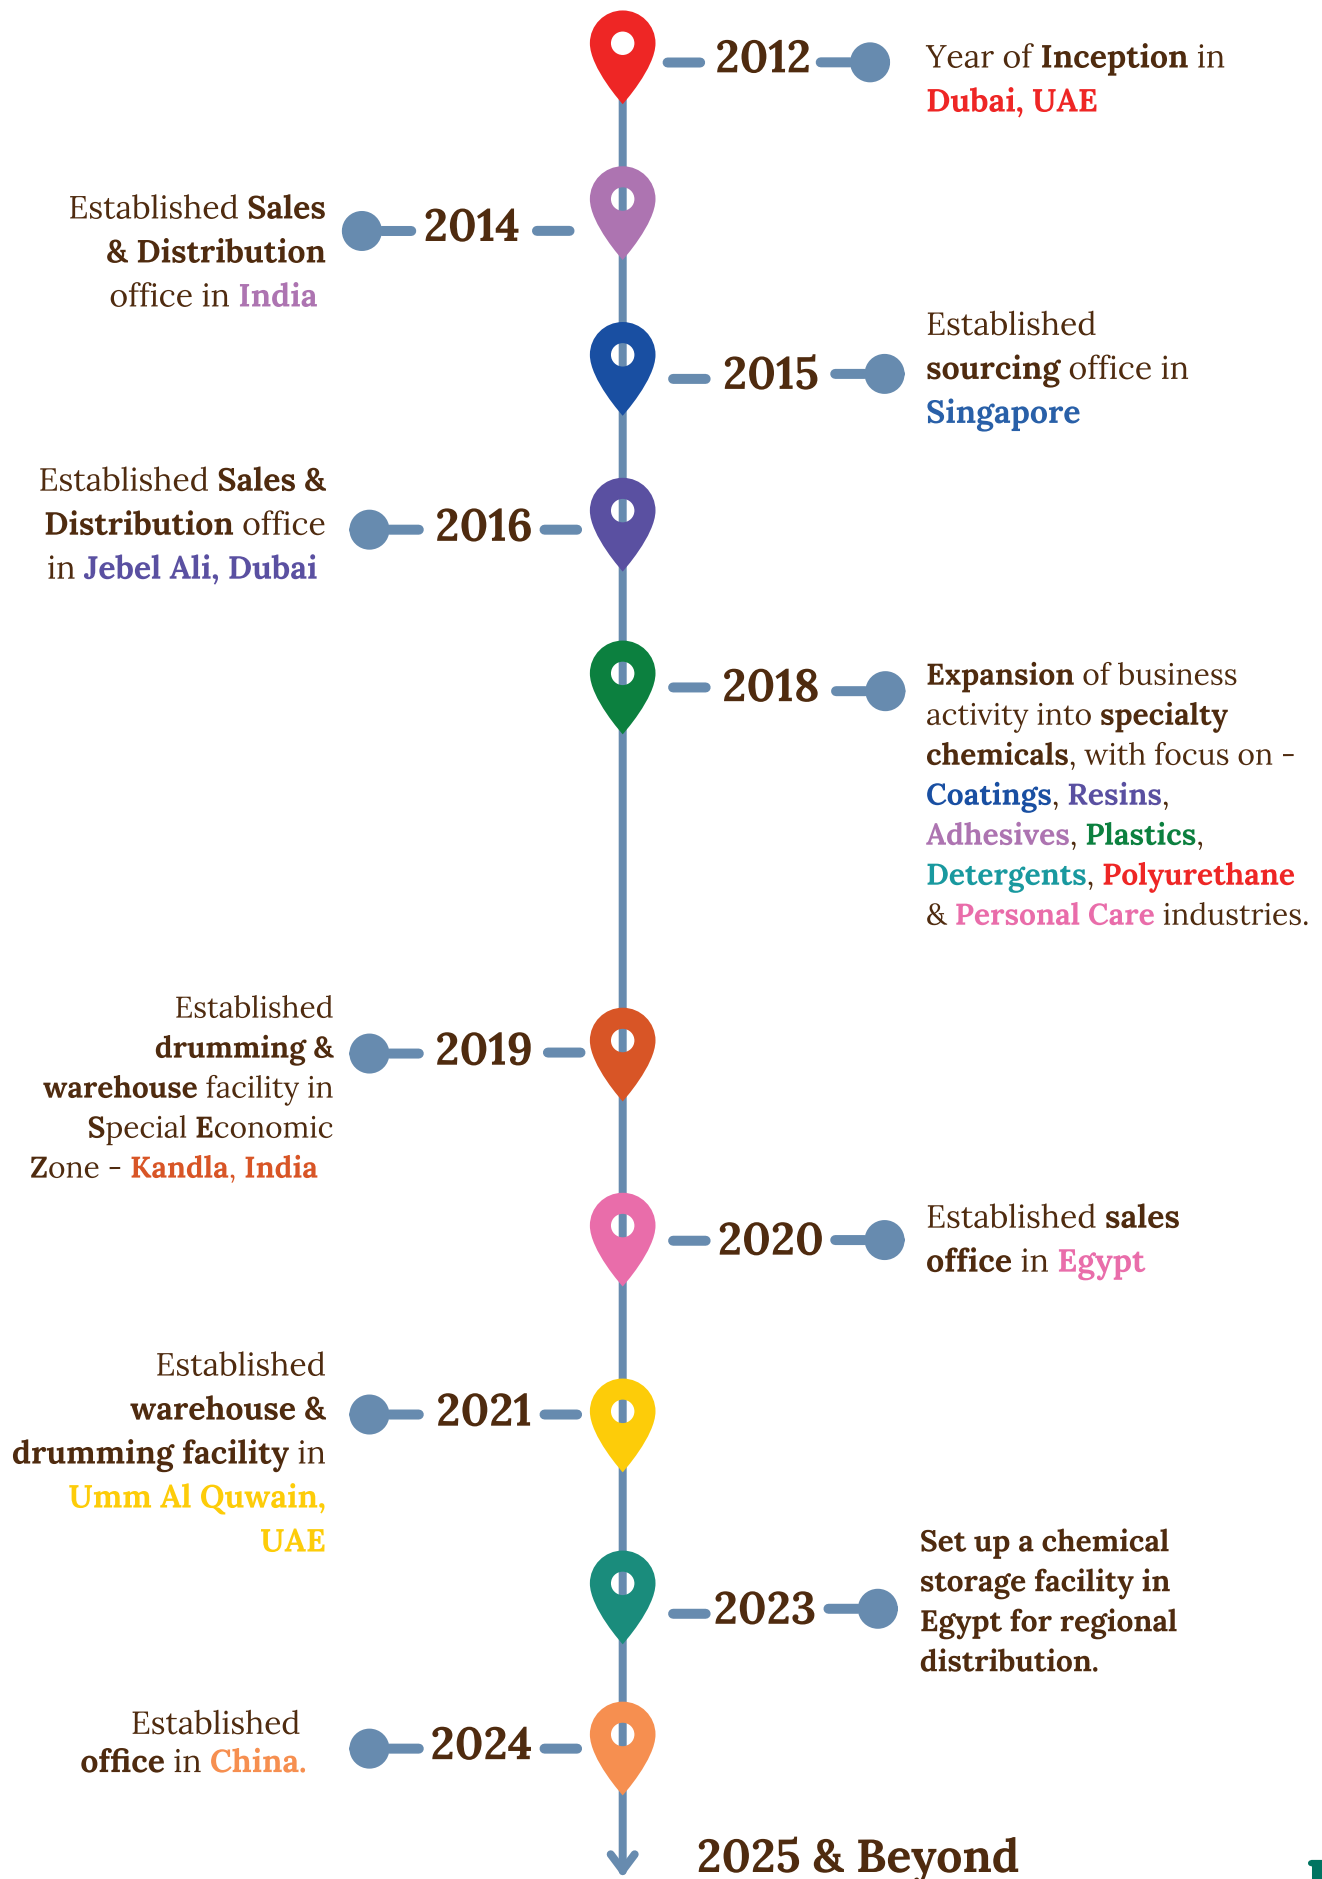 2012
Year of Inception in
Dubai, UAE
Established Sales
& Distribution
office in India
2014
2015
Established
sourcing office in
Singapore
Established Sales &
Distribution office
in Jebel Ali, Dubai
2016
2018
Expansion of business
activity into specialty
chemicals, with focus on -
Coatings, Resins,
Adhesives, Plastics,
Detergents, Polyurethane
& Personal Care industries.
Established
drumming &
warehouse facility in
Special Economic
Zone - Kandla, India
2019
2020
Established sales
office in Egypt
Established
warehouse &
drumming facility in
Umm Al Quwain,
UAE
2021
2023
Set up a chemical
storage facility in
Egypt for regional
distribution.
Established
office in China.
2024
2025 & Beyond